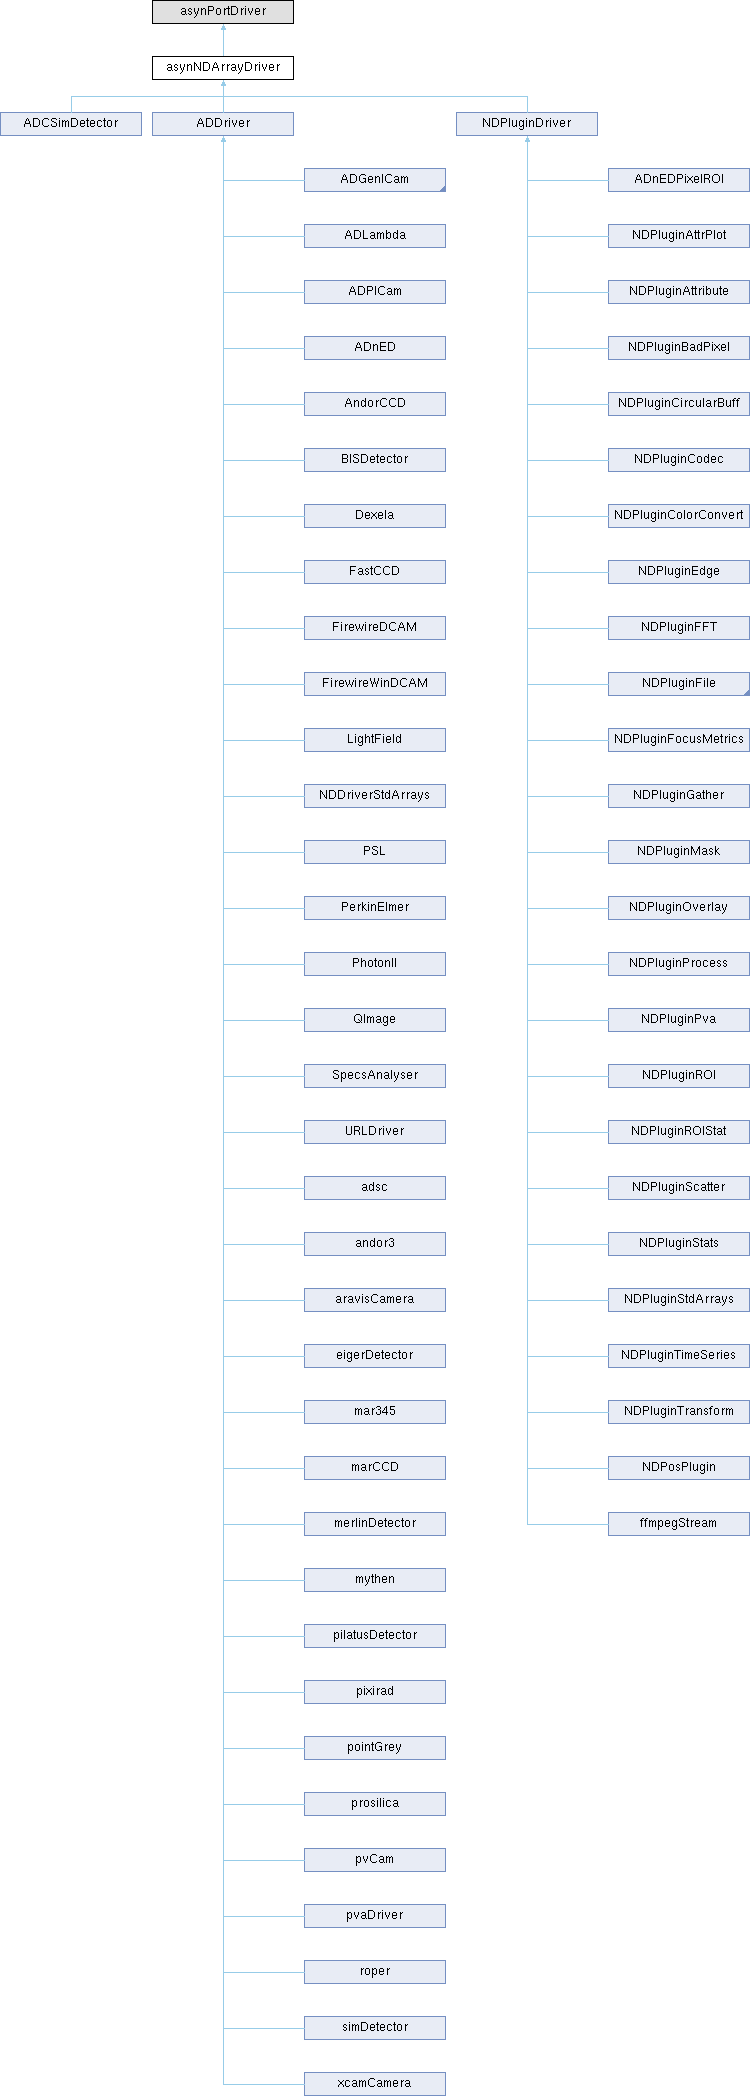 asynPortDriver
asynNDArrayDriver
ADCSimDetector
ADDriver
NDPluginDriver
ADGenICam
ADnEDPixelROI
ADLambda
NDPluginAttrPlot
ADPICam
NDPluginAttribute
ADnED
NDPluginBadPixel
AndorCCD
NDPluginCircularBuff
BISDetector
NDPluginCodec
Dexela
NDPluginColorConvert
FastCCD
NDPluginEdge
FirewireDCAM
NDPluginFFT
FirewireWinDCAM
NDPluginFile
LightField
NDPluginFocusMetrics
NDDriverStdArrays
NDPluginGather
PSL
NDPluginMask
PerkinElmer
NDPluginOverlay
PhotonII
NDPluginProcess
QImage
NDPluginPva
SpecsAnalyser
NDPluginROI
URLDriver
NDPluginROIStat
adsc
NDPluginScatter
andor3
NDPluginStats
aravisCamera
NDPluginStdArrays
eigerDetector
NDPluginTimeSeries
mar345
NDPluginTransform
marCCD
NDPosPlugin
merlinDetector
ffmpegStream
mythen
pilatusDetector
pixirad
pointGrey
prosilica
pvCam
pvaDriver
roper
simDetector
xcamCamera